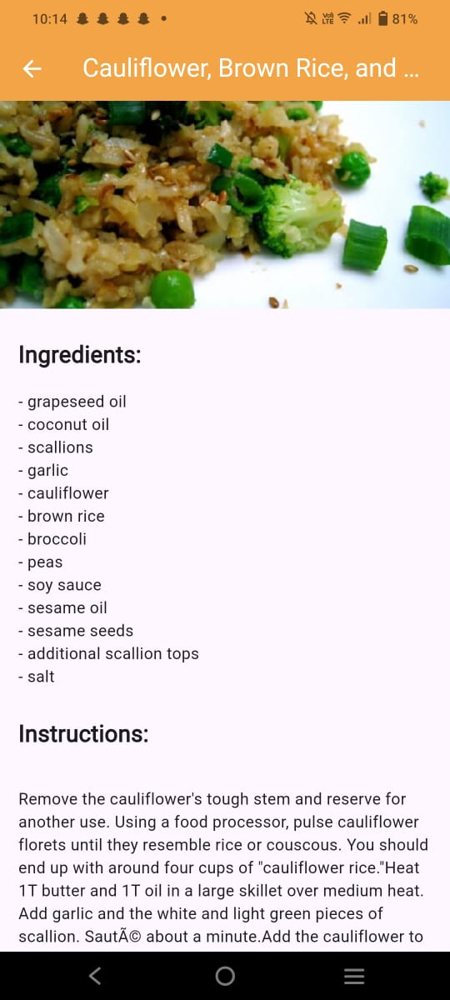 10:14
81%
Cauliflower, Brown Rice, and ...
Ingredients:
- grapeseed oil
- coconut oil
- scallions
- garlic
- cauliflower
- brown rice
- broccoli
- peas
- soy sauce
- sesame oil
- sesame seeds
- additional scallion tops
- salt
Instructions:
Remove the cauliflower's tough stem and reserve for
another use. Using a food processor, pulse cauliflower
florets until they resemble rice or couscous. You should
end up with around four cups of "cauliflower rice."Heat
1T butter and 1T oil in a large skillet over medium heat.
Add garlic and the white and light green pieces of
scallion. SautÃ© about a minute.Add the cauliflower to